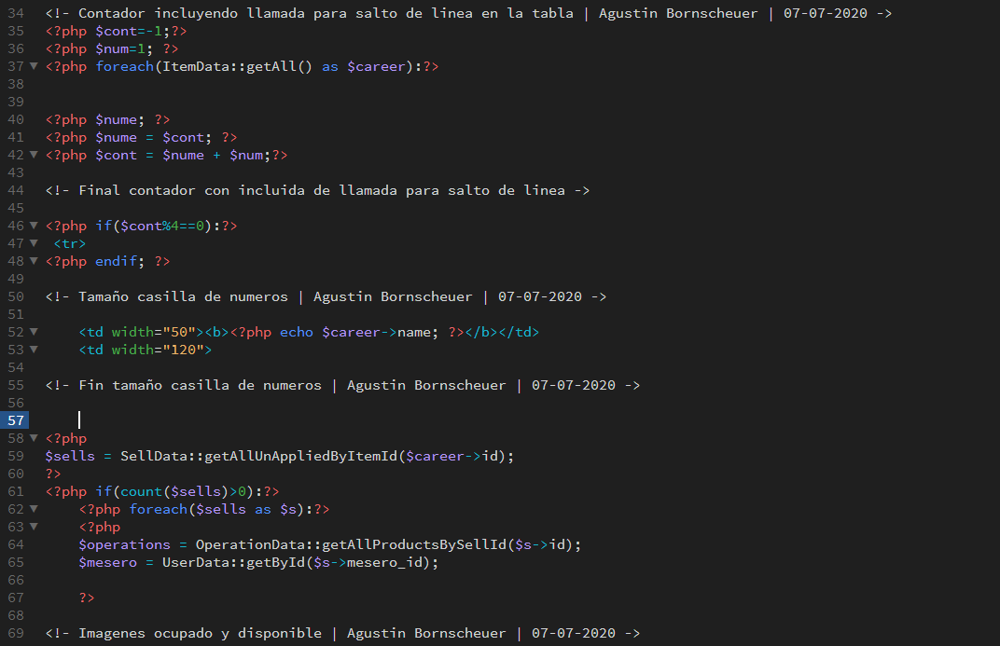 34 <!- Contador incluyendo llamada para salto de linea en la tabla | Agustin Bornscheuer | 07-07-2020 ->
35 <?php $cont=-1;?>
36 <?php $num=1; ?>
37 <?php foreach(ItemData::getAll() as $career):?>
38
39
40 <?php $nume; ?>
41 <?php $nume = $cont; ?>
42 <?php $cont = $nume + $num;?>
43
44 <!- Final contador con incluida de llamada para salto de linea ->
45
46 <?php if($cont%4==0):?>
47  <tr>
48 <?php endif; ?>
49
50 <!- Tamaño casilla de numeros | Agustin Bornscheuer | 07-07-2020 ->
51
52     <td width="50"><b><?php echo $career->name; ?></b></td>
53     <td width="120">
54
55 <!- Fin tamaño casilla de numeros | Agustin Bornscheuer | 07-07-2020 ->
56
57
58 <?php
59 $sells = SellData::getAllUnAppliedByItemId($career->id);
60 ?>
61 <?php if(count($sells)>0):?>
62     <?php foreach($sells as $s):?>
63     <?php
64     $operations = OperationData::getAllProductsBySellId($s->id);
65     $mesero = UserData::getById($s->mesero_id);
66
67     ?>
68
69 <!- Imagenes ocupado y disponible | Agustin Bornscheuer | 07-07-2020 ->